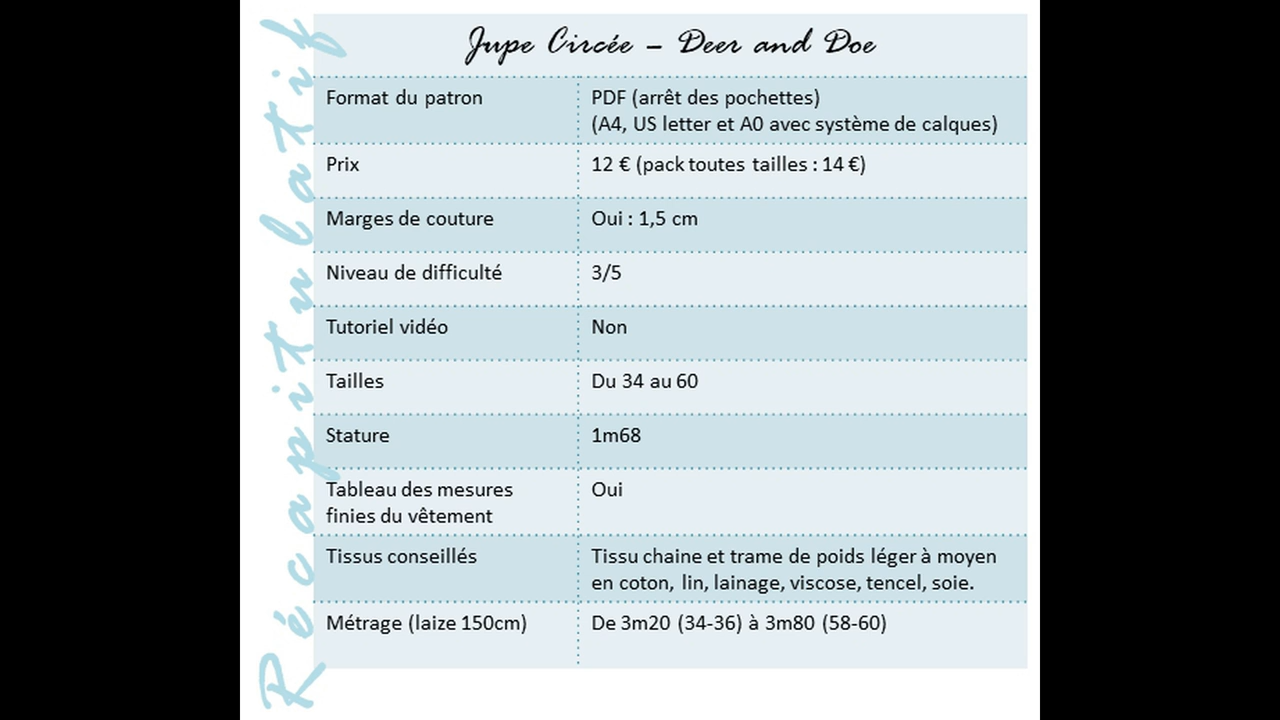 Récapitulatif
Jupe Circée – Deer and Doe
Format du patron
PDF (arrêt des pochettes)
(A4, US letter et A0 avec système de calques)
Prix
12 € (pack toutes tailles : 14 €)
Marges de couture
Oui : 1,5 cm
Niveau de difficulté
3/5
Tutoriel vidéo
Non
Tailles
Du 34 au 60
Stature
1m68
Tableau des mesures
finies du vêtement
Oui
Tissus conseillés
Tissu chaine et trame de poids léger à moyen
en coton, lin, lainage, viscose, tencel, soie.
Métrage (laize 150cm)
De 3m20 (34-36) à 3m80 (58-60)